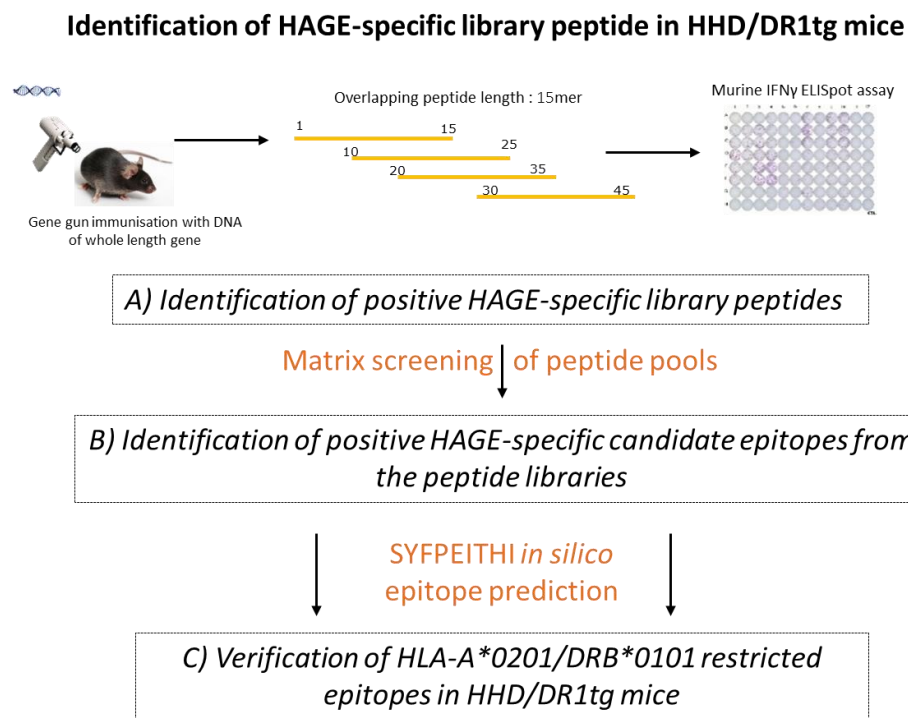 Identification of HAGE-specific library peptide in HHD/DR1tg mice
Gene gun immunisation with DNA
of whole length gene
Overlapping peptide length : 15mer
1 15
10 25
20 35
30 45
Murine IFNγ ELISpot assay
A) Identification of positive HAGE-specific library peptides
Matrix screening of peptide pools
B) Identification of positive HAGE-specific candidate epitopes from
the peptide libraries
SYFPEITHI in silico
epitope prediction
C) Verification of HLA-A*0201/DRB*0101 restricted
epitopes in HHD/DR1tg mice